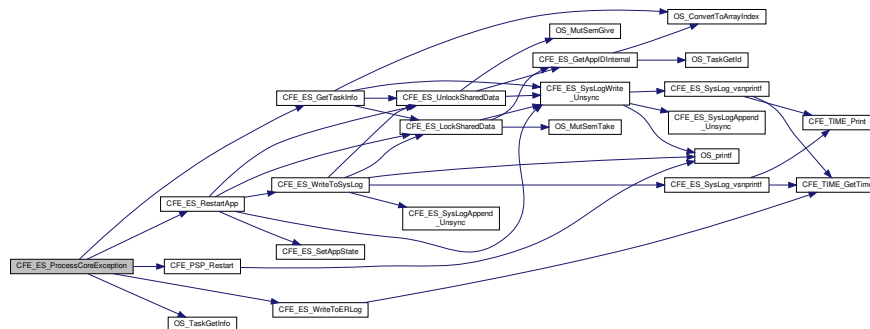 OS_ConvertToArrayIndex
OS_MutSemGive
CFE_ES_GetAppIDInternal
OS_TaskGetId
CFE_ES_GetTaskInfo
CFE_ES_UnlockSharedData
CFE_ES_SysLogWrite
_Unsync
CFE_ES_SysLog_vsnprintf
CFE_ES_LockSharedData
OS_MutSemTake
CFE_ES_SysLogAppend
_Unsync
CFE_TIME_Print
OS_printf
CFE_ES_WriteToSysLog
CFE_ES_SysLog_vsnprintf
CFE_TIME_GetTime
CFE_ES_RestartApp
CFE_ES_SysLogAppend
_Unsync
CFE_ES_SetAppState
CFE_ES_ProcessCoreException
CFE_PSP_Restart
CFE_ES_WriteToERLog
OS_TaskGetInfo